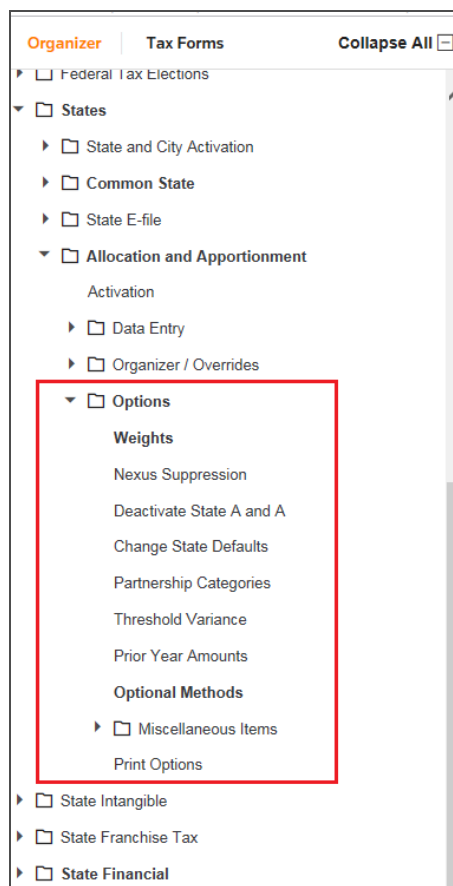 Organizer Tax Forms Collapse All
Federal Tax Elections
States
State and City Activation
Common State
State E-file
Allocation and Apportionment
Activation
Data Entry
Organizer / Overrides
Options
Weights
Nexus Suppression
Deactivate State A and A
Change State Defaults
Partnership Categories
Threshold Variance
Prior Year Amounts
Optional Methods
Miscellaneous Items
Print Options
State Intangible
State Franchise Tax
State Financial